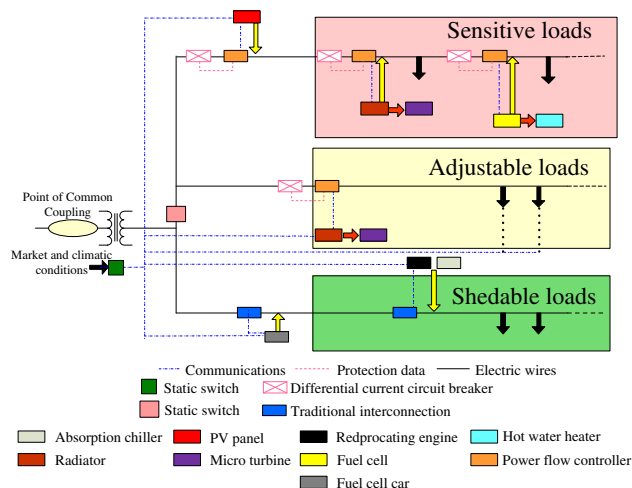 Sensitive loads
Adjustable loads
Point of Common
Coupling
Market and climatic
conditions
Shedable loads
Communications
Protection data
Electric wires
Static switch
Differential current circuit breaker
Static switch
Traditional interconnection
Absorption chiller
PV panel
Redprocating engine
Hot water heater
Radiator
Micro turbine
Fuel cell
Power flow controller
Fuel cell car